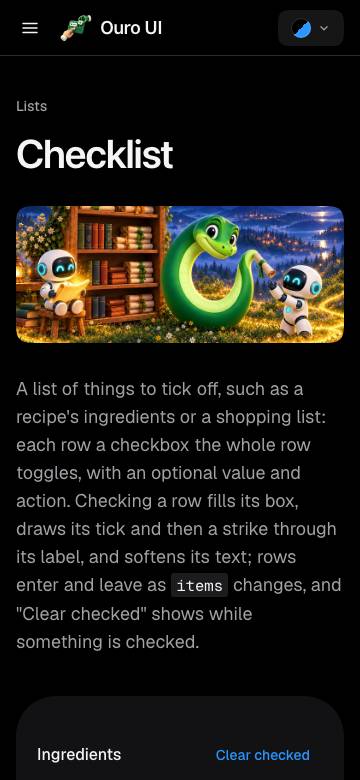 Ouro UI
Lists
Checklist
A list of things to tick off, such as a
recipe's ingredients or a shopping list:
each row a checkbox the whole row
toggles, with an optional value and
action. Checking a row fills its box,
draws its tick and then a strike through
its label, and softens its text; rows
enter and leave as items changes, and
"Clear checked" shows while
something is checked.
Ingredients Clear checked